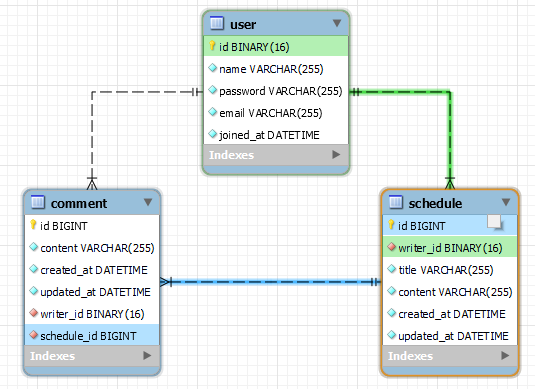 user
id BINARY(16)
name VARCHAR(255)
password VARCHAR(255)
email VARCHAR(255)
joined_at DATETIME
Indexes
comment
id BIGINT
content VARCHAR(255)
created_at DATETIME
updated_at DATETIME
writer_id BINARY(16)
schedule_id BIGINT
Indexes
schedule
id BIGINT
writer_id BINARY(16)
title VARCHAR(255)
content VARCHAR(255)
created_at DATETIME
updated_at DATETIME
Indexes